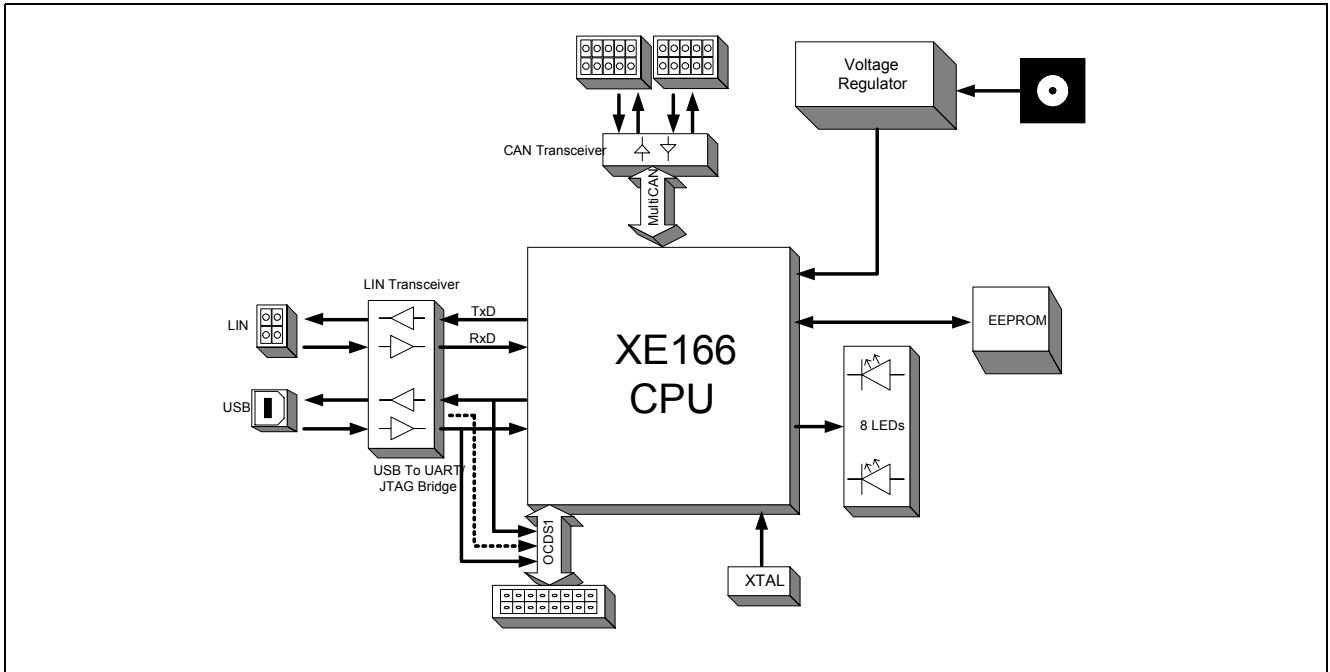 Voltage
Regulator
CAN Transceiver
MultiCAN
LIN Transceiver
TxD
LIN
RxD
XE166
CPU
EEPROM
USB
8 LEDs
USB To UART/
JTAG Bridge
OCDS1
XTAL